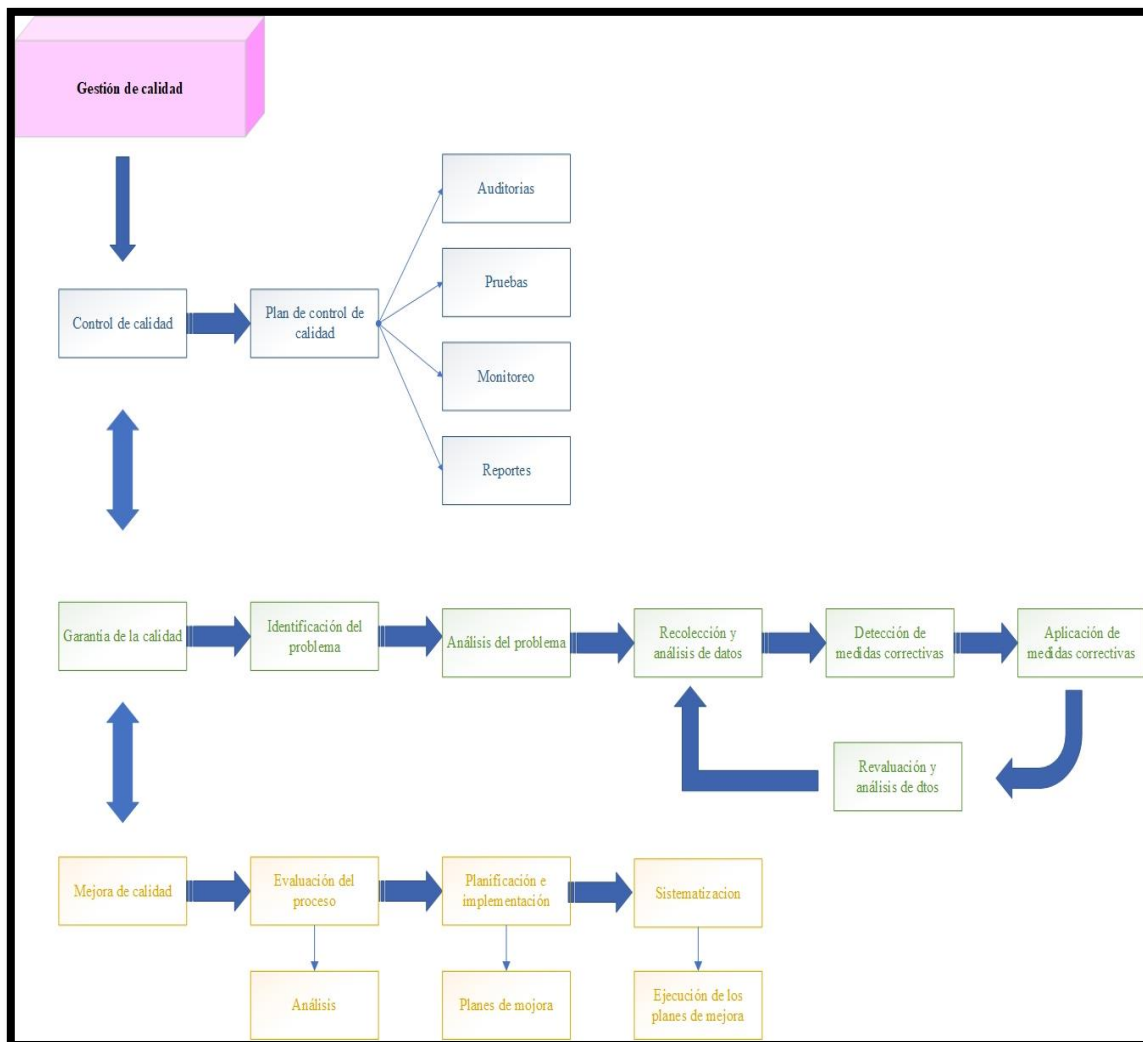 Gestión de calidad
Auditorias
Pruebas
Control de calidad
Plan de control de
calidad
Monitoreo
Reportes
Garantía de la calidad
Identificación del
problema
Análisis del problema
Recolección y
análisis de datos
Detección de
medidas correctivas
Aplicación de
medidas correctivas
Revaluación y
análisis de dtos
Mejora de calidad
Evaluación del
proceso
Planificación e
implementación
Sistematizacion
Análisis
Planes de mojora
Ejecución de los
planes de mejora